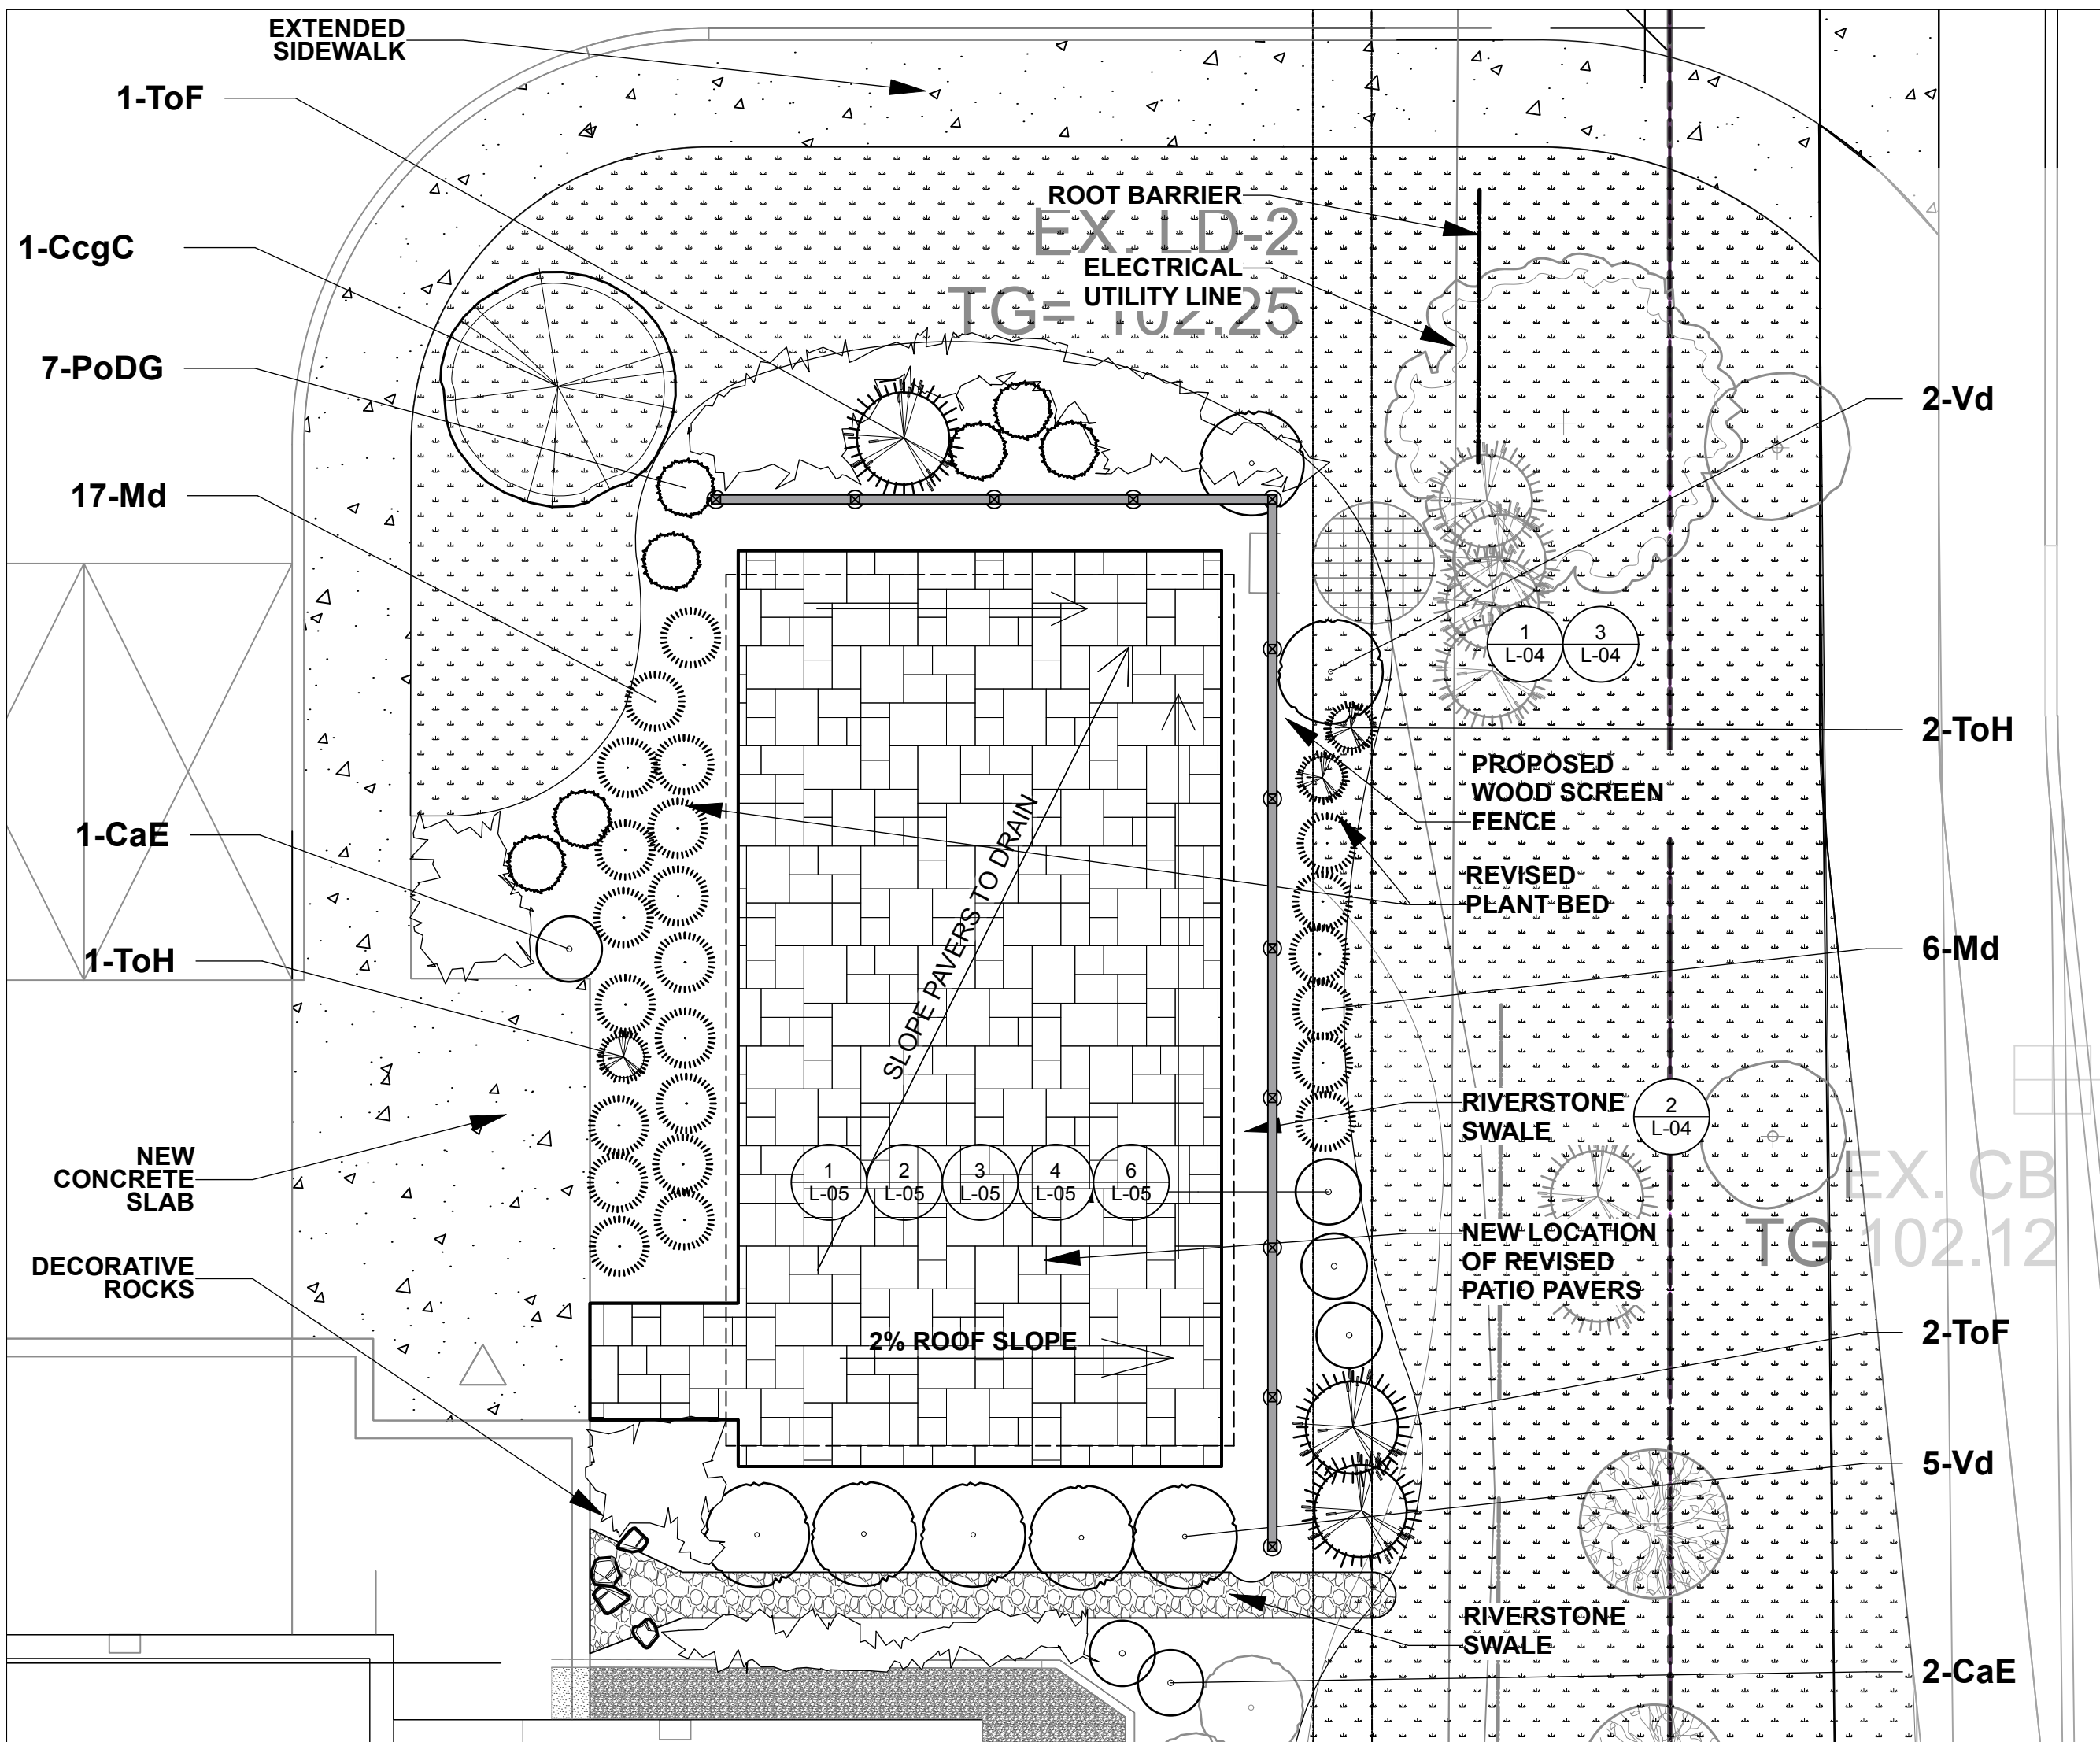 EXTENDED
SIDEWALK
1-ToF
ROOT BARRIER
EX. LD-2
1-CcgC
ELECTRICAL
UTILITY LINE
TG= 102.25
7-PoDG
2-Vd
17-Md
1
L-04
3
L-04
2-ToH
PROPOSED
WOOD SCREEN
FENCE
1-CaE
SLOPE PAVERS TO DRAIN
REVISED
PLANT BED
6-Md
1-ToH
RIVERSTONE
SWALE
2
L-04
NEW
CONCRETE
SLAB
1
L-05
2
L-05
3
L-05
4
L-05
6
L-05
EX. CB
TG 102.12
NEW LOCATION
OF REVISED
PATIO PAVERS
DECORATIVE
ROCKS
2% ROOF SLOPE
2-ToF
5-Vd
RIVERSTONE
SWALE
2-CaE